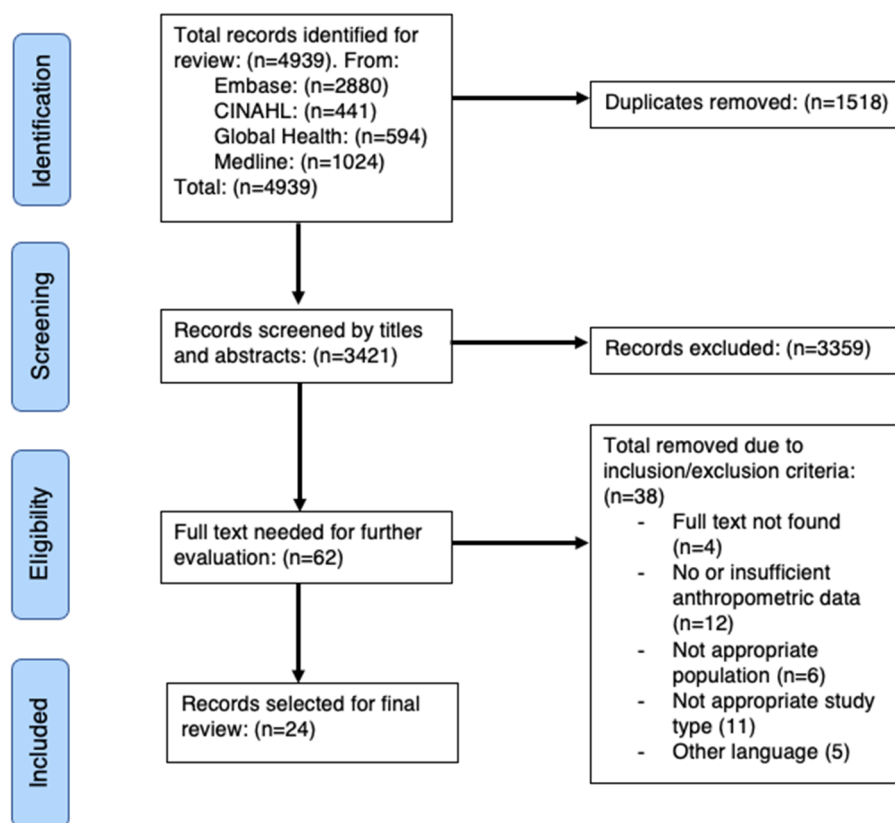 Identification
Total records identified for
review: (n=4939). From:
Embase: (n=2880)
CINAHL: (n=441)
Global Health: (n=594)
Medline: (n=1024)
Total: (n=4939)
Duplicates removed: (n=1518)
Screening
Records screened by titles
and abstracts: (n=3421)
Records excluded: (n=3359)
Eligibility
Full text needed for further
evaluation: (n=62)
Total removed due to
inclusion/exclusion criteria:
(n=38)
- Full text not found
(n=4)
- No or insufficient
anthropometric data
(n=12)
- Not appropriate
population (n=6)
- Not appropriate study
type (11)
- Other language (5)
Included
Records selected for final
review: (n=24)